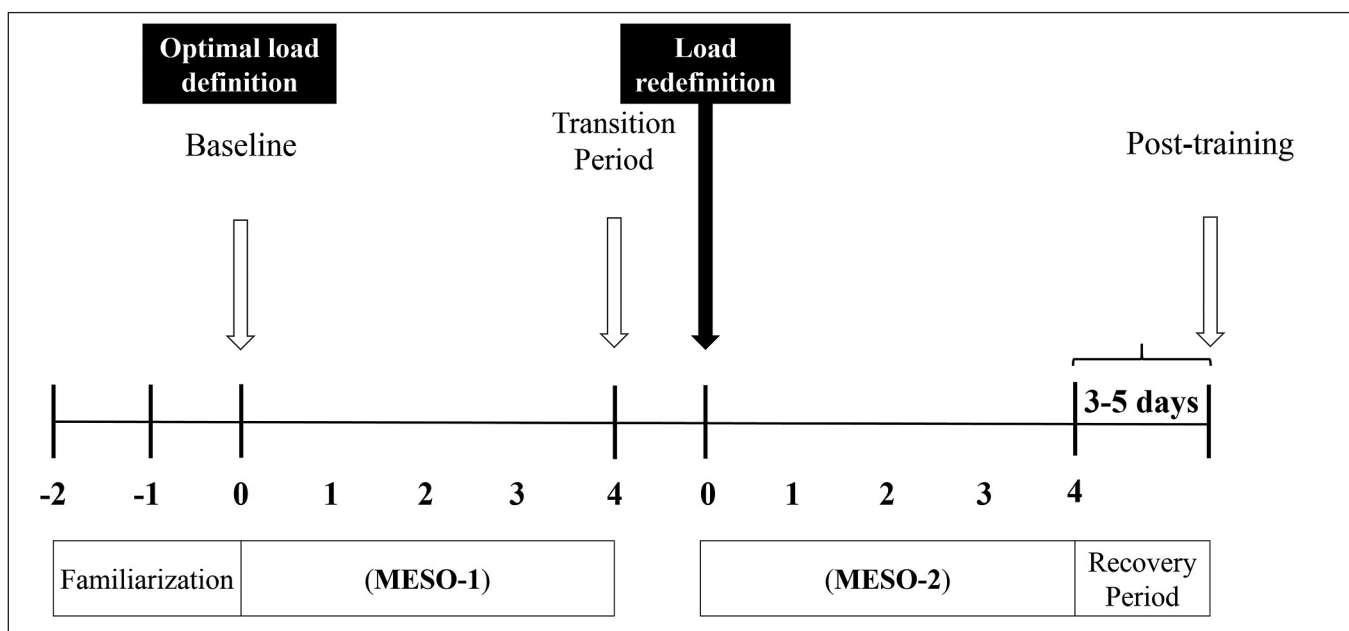 Optimal load
definition
Load
redefinition
Baseline
Transition
Period
Post-training
3-5 days
-2 -1 0 1 2 3 4 0 1 2 3 4
Familiarization
(MESO-1)
(MESO-2)
Recovery
Period